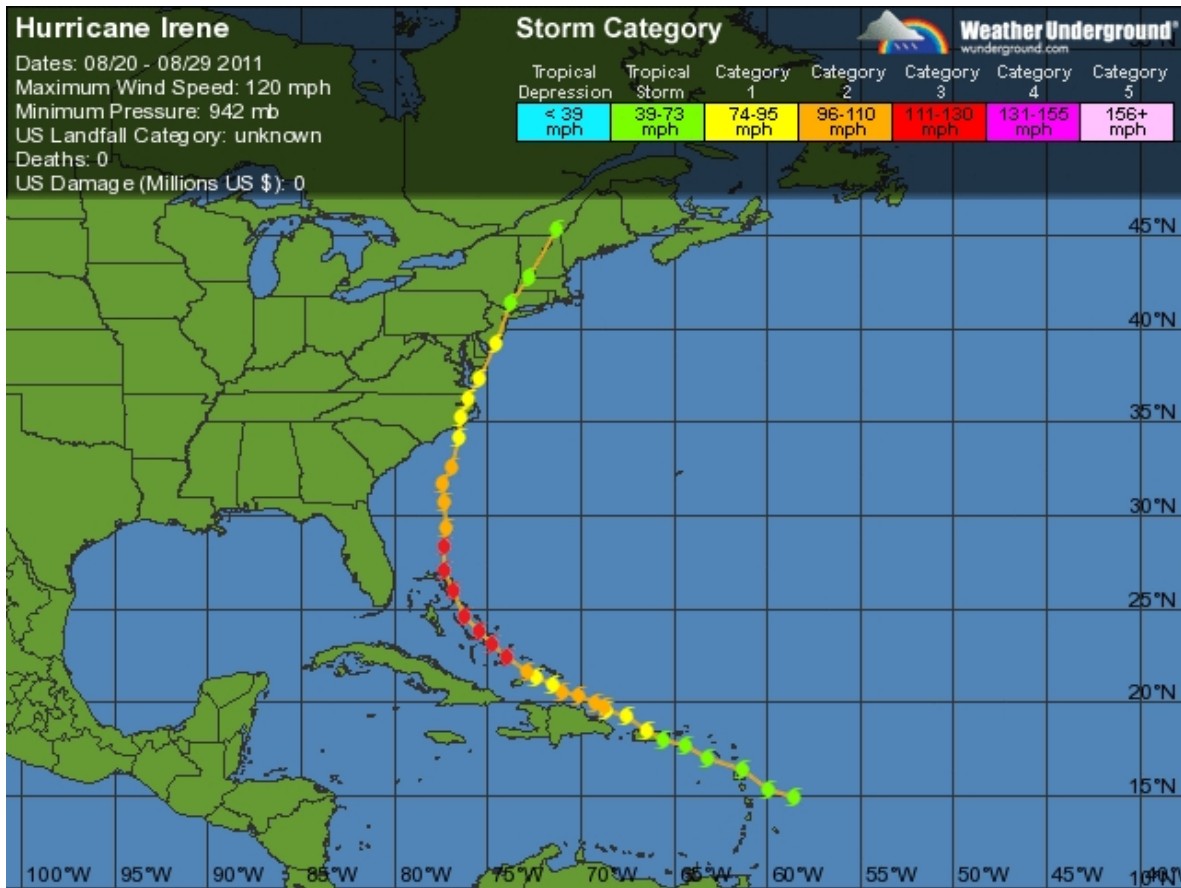 Hurricane Irene
Dates: 08/20 - 08/29 2011
Maximum Wind Speed: 120 mph
Minimum Pressure: 942 mb
US Landfall Category: unknown
Deaths: 0
US Damage (Millions US $): 0
Storm Category
Weather Underground®
wunderground.com
Tropical Depression
< 39 mph
Tropical Storm
39-73 mph
Category 1
74-95 mph
Category 2
96-110 mph
Category 3
111-130 mph
Category 4
131-155 mph
Category 5
156+ mph
45°N
40°N
35°N
30°N
25°N
20°N
15°N
10°N
100°W 95°W 90°W 85°W 80°W 75°W 70°W 65°W 60°W 55°W 50°W 45°W